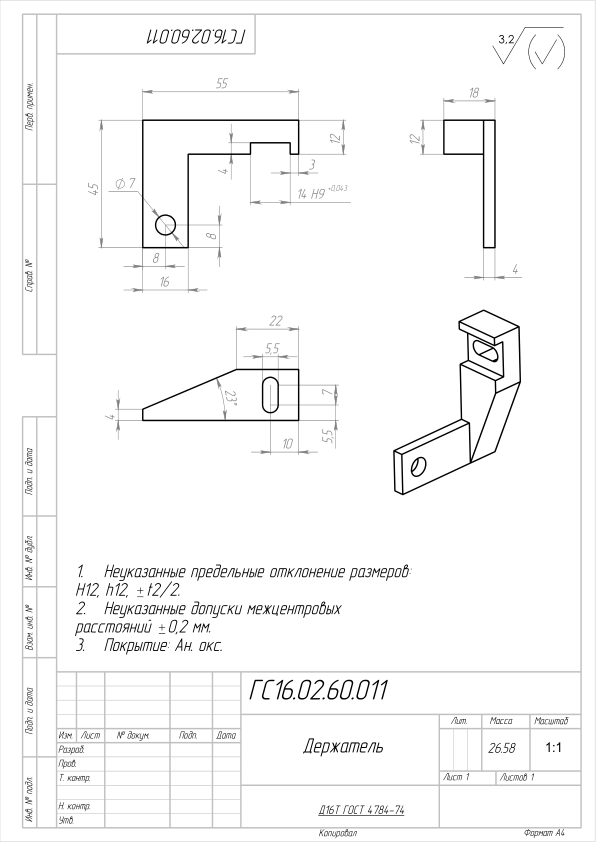 ГС16.02.60.011
3,2
Перв. примен.
Справ. №
Подп. и дата
Инв. № дубл.
Взам. инв. №
Подп. и дата
Инв. № подл.
55
45
Ø 7
4
12
3
14 H9 +0,043
8
8
16
18
12
4
22
5,5
23°
4
7
5,5
10
1. Неуказанные предельные отклонение размеров:
H12, h12, ±t2/2.
2. Неуказанные допуски межцентровых
расстояний ±0,2 мм.
3. Покрытие: Ан. окс.
ГС16.02.60.011
Изм. Лист № докум. Подп. Дата
Разраб.
Пров.
Т. контр.
Н. контр.
Утв.
Держатель
Лит. Масса Масштаб
26.58 1:1
Лист 1 Листов 1
Д16Т ГОСТ 4784-74
Копировал Формат А4